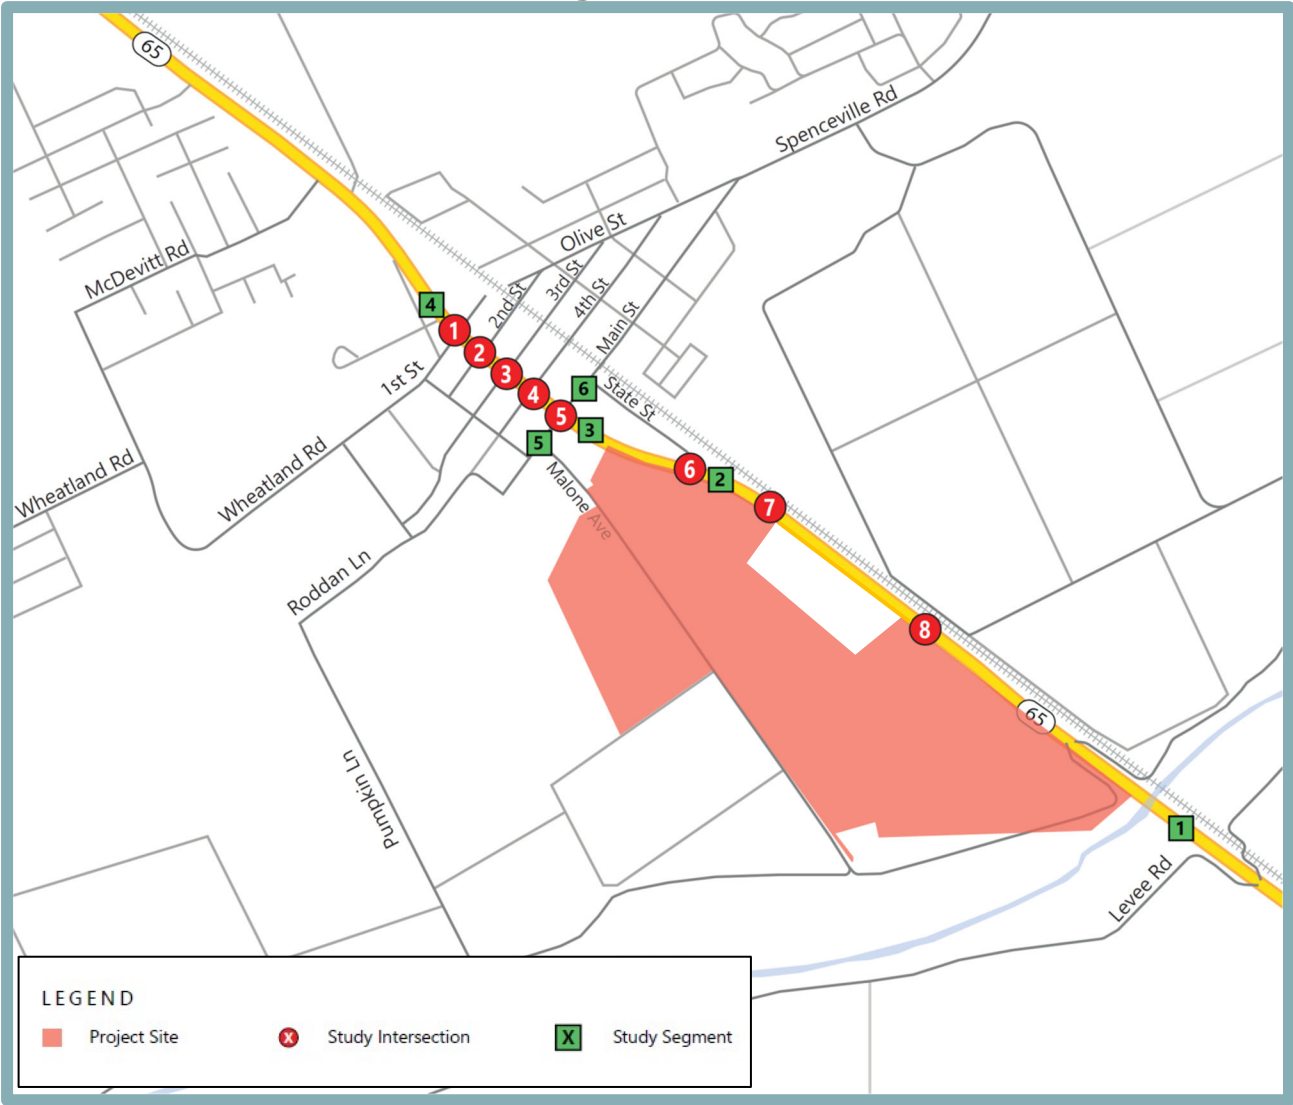 65
Spenceville Rd
Olive St
McDevitt Rd
3rd St
2nd St
4th St
4
Main St
1
2
3
1st St
6
State St
4
5
3
5
Wheatland Rd
Wheatland Rd
6
2
Malone Ave
7
Roddan Ln
8
65
Pumpkin Ln
1
Levee Rd
LEGEND
Project Site
X
Study Intersection
X
Study Segment